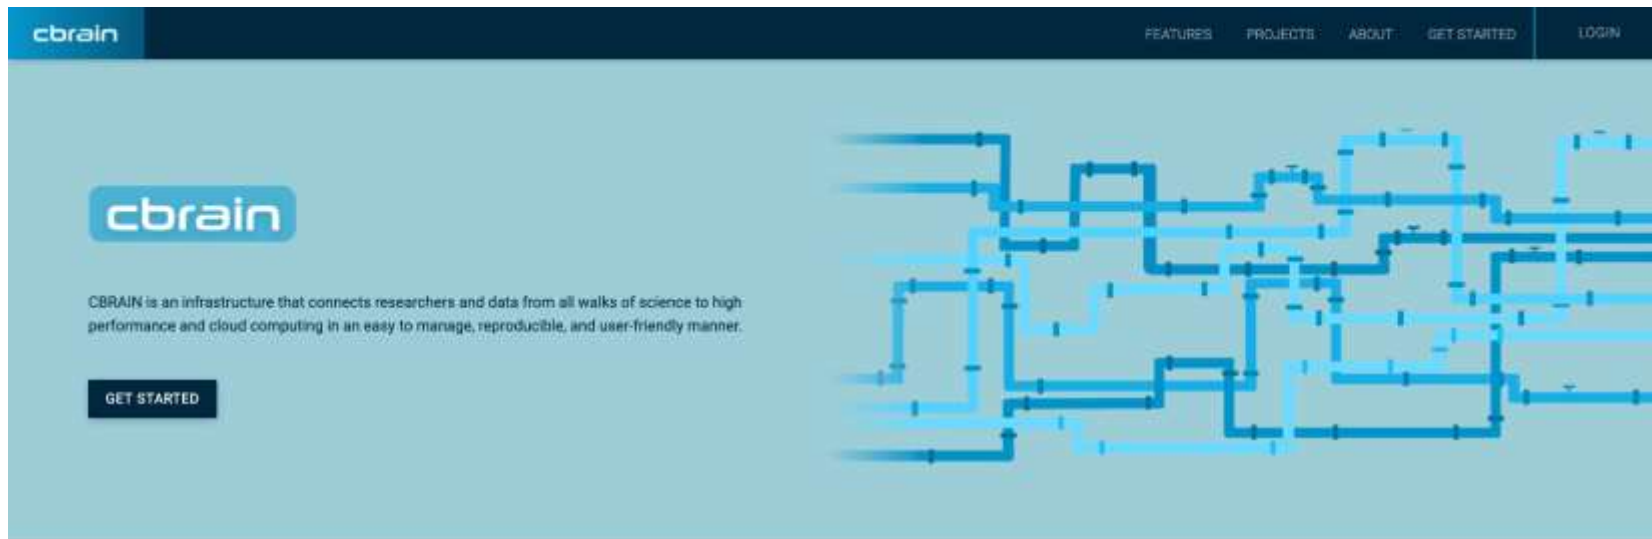 cbrain
FEATURES PROJECTS ABOUT GET STARTED LOGIN
cbrain
CBRAIN is an infrastructure that connects researchers and data from all walks of science to high
performance and cloud computing in an easy to manage, reproducible, and user-friendly manner.
GET STARTED